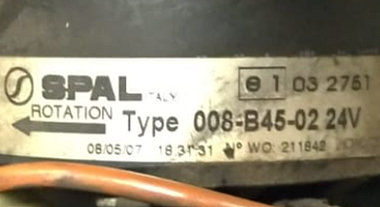 SPAL ITALY e 1 03 2751
ROTATION Type 008-B45-02 24V
08/05/07 18:31:31 N° WO: 211842